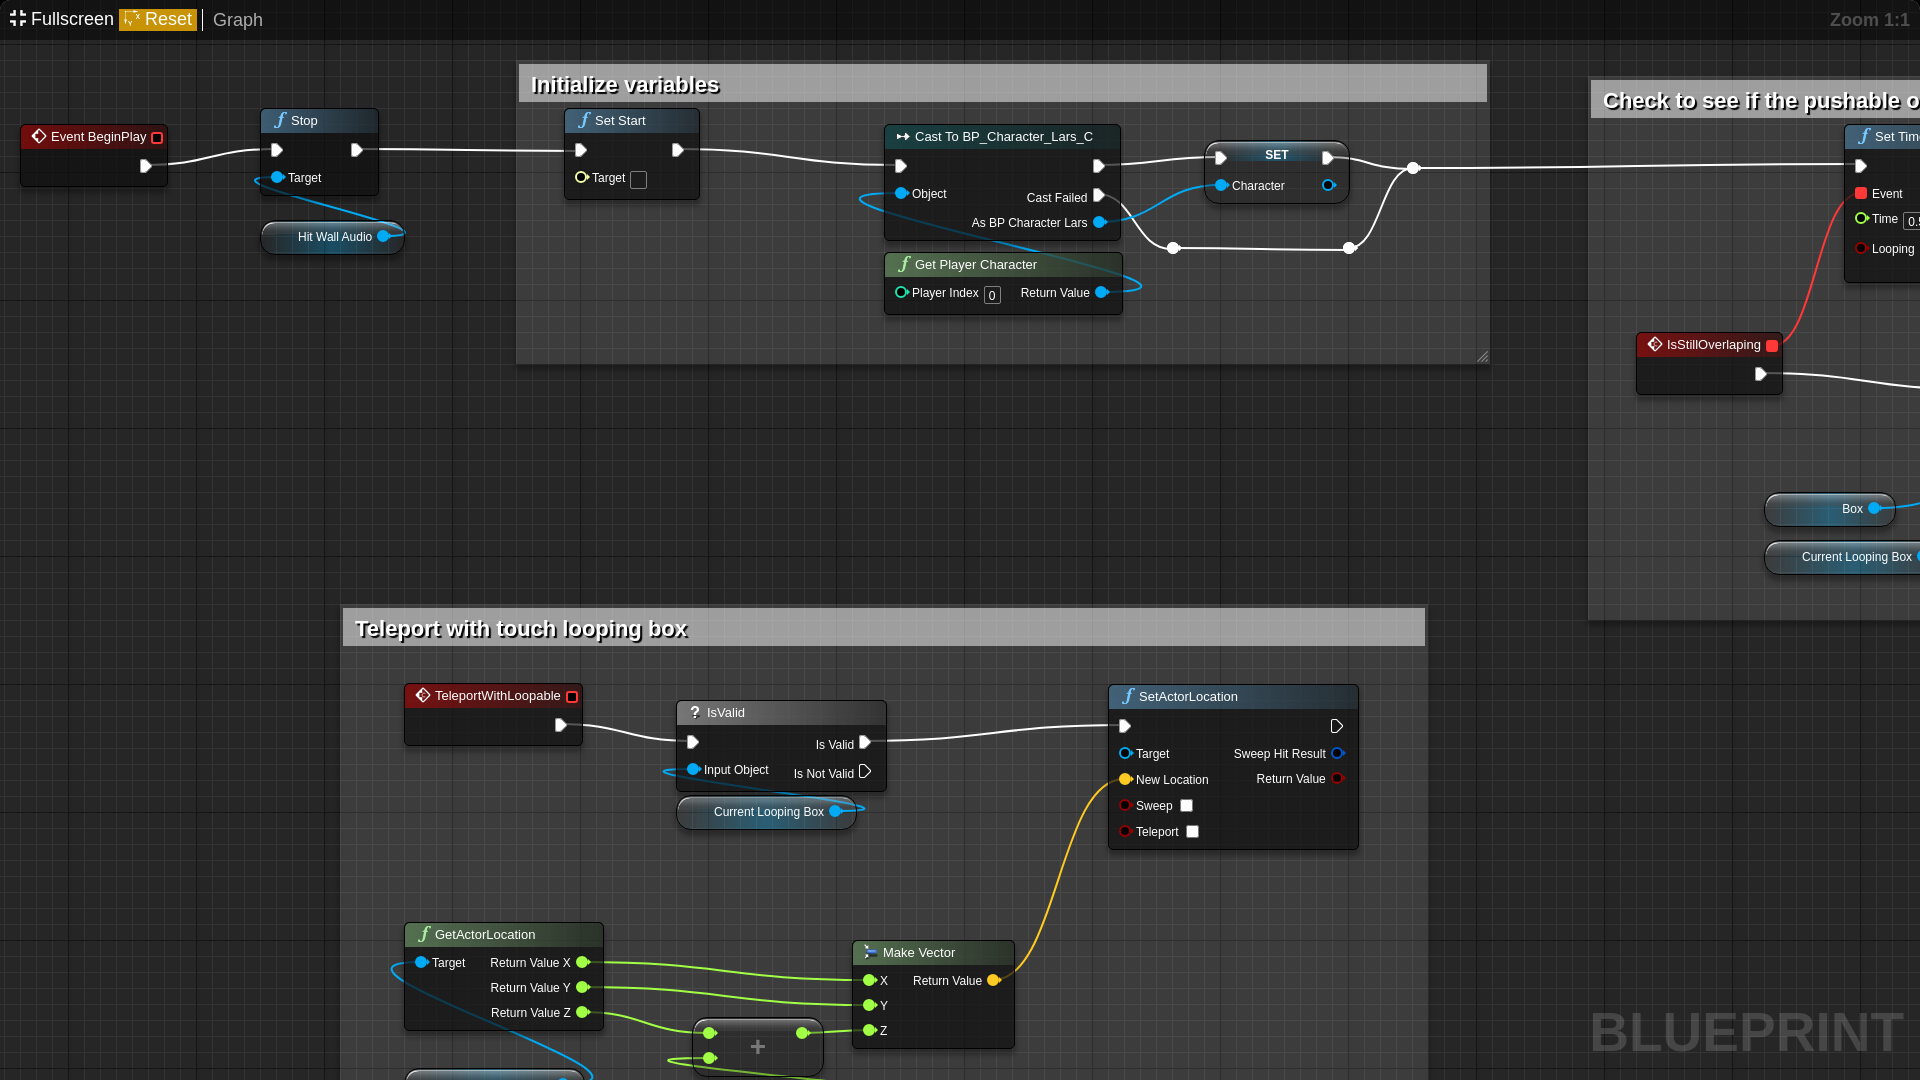 Fullscreen Reset Graph
Zoom 1:1
Initialize variables
Check to see if the pushable o
Event BeginPlay
Stop
Target
Hit Wall Audio
Set Start
Target
Cast To BP_Character_Lars_C
Object
Cast Failed
As BP Character Lars
SET
Character
Get Player Character
Player Index 0 Return Value
Set Time
Event
Time 0.5
Looping
IsStillOverlaping
Box
Current Looping Box
Teleport with touch looping box
TeleportWithLoopable
? IsValid
Is Valid
Input Object
Is Not Valid
Current Looping Box
SetActorLocation
Target Sweep Hit Result
New Location Return Value
Sweep
Teleport
GetActorLocation
Target Return Value X
Return Value Y
Return Value Z
Make Vector
X Return Value
Y
Z
+
BLUEPRINT